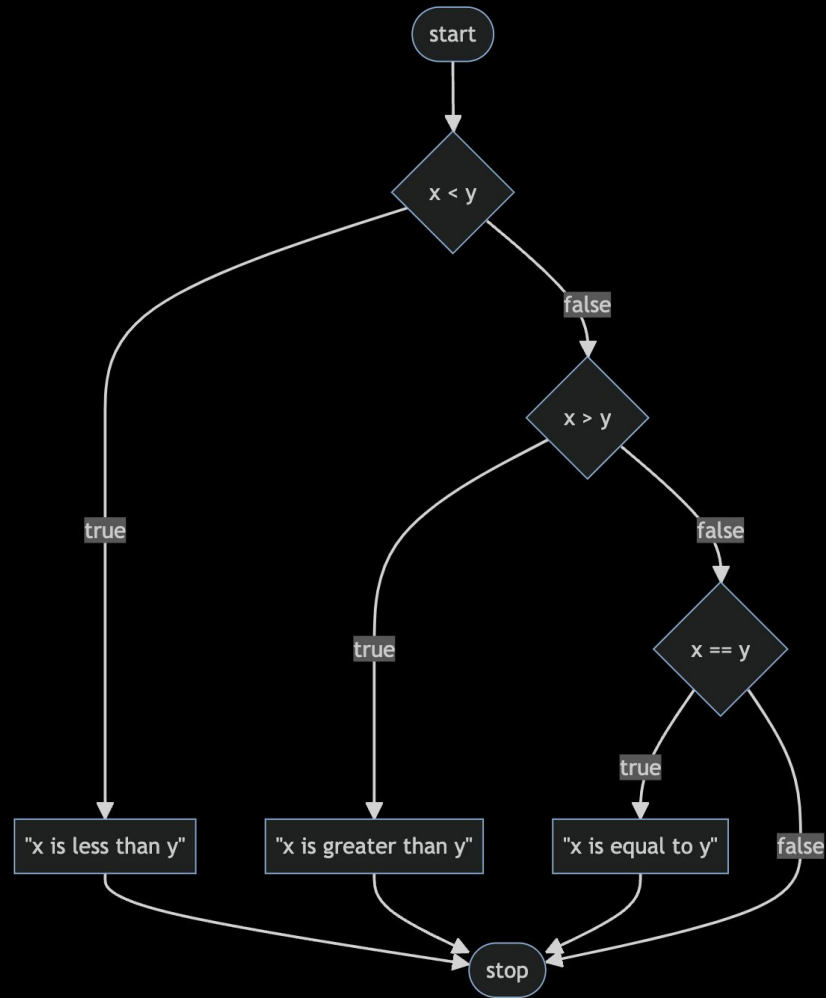 start
x < y
false
x > y
true
false
true
x == y
true
"x is less than y"
"x is greater than y"
"x is equal to y"
false
stop